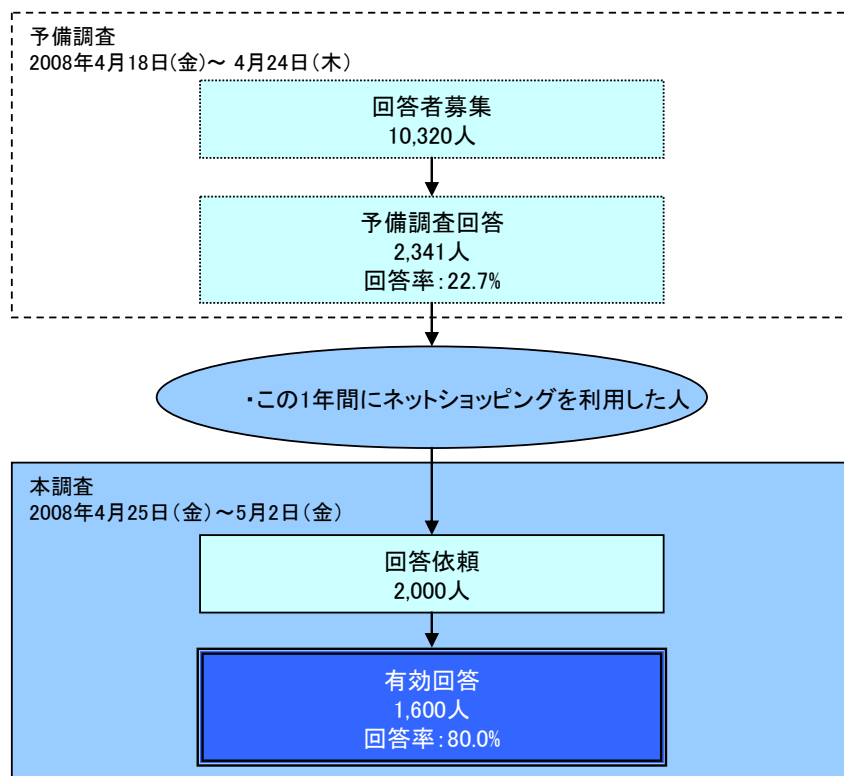 予備調査
2008年4月18日(金)～ 4月24日(木)
回答者募集
10,320人
予備調査回答
2,341人
回答率:22.7%
・この1年間にネットショッピングを利用した人
本調査
2008年4月25日(金)～5月2日(金)
回答依頼
2,000人
有効回答
1,600人
回答率:80.0%